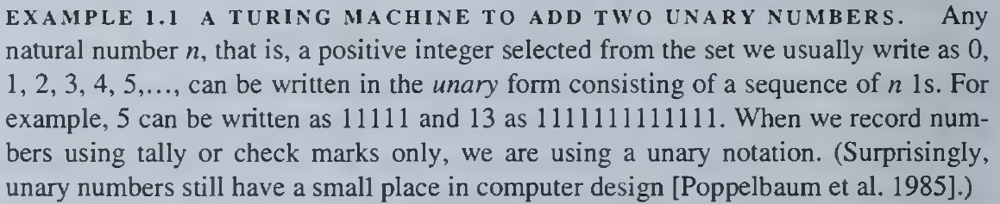 EXAMPLE 1.1 A TURING MACHINE TO ADD TWO UNARY NUMBERS. Any
natural number n, that is, a positive integer selected from the set we usually write as 0,
1, 2, 3, 4, 5,..., can be written in the unary form consisting of a sequence of n 1s. For
example, 5 can be written as 11111 and 13 as 1111111111111. When we record num-
bers using tally or check marks only, we are using a unary notation. (Surprisingly,
unary numbers still have a small place in computer design [Poppelbaum et al. 1985].)